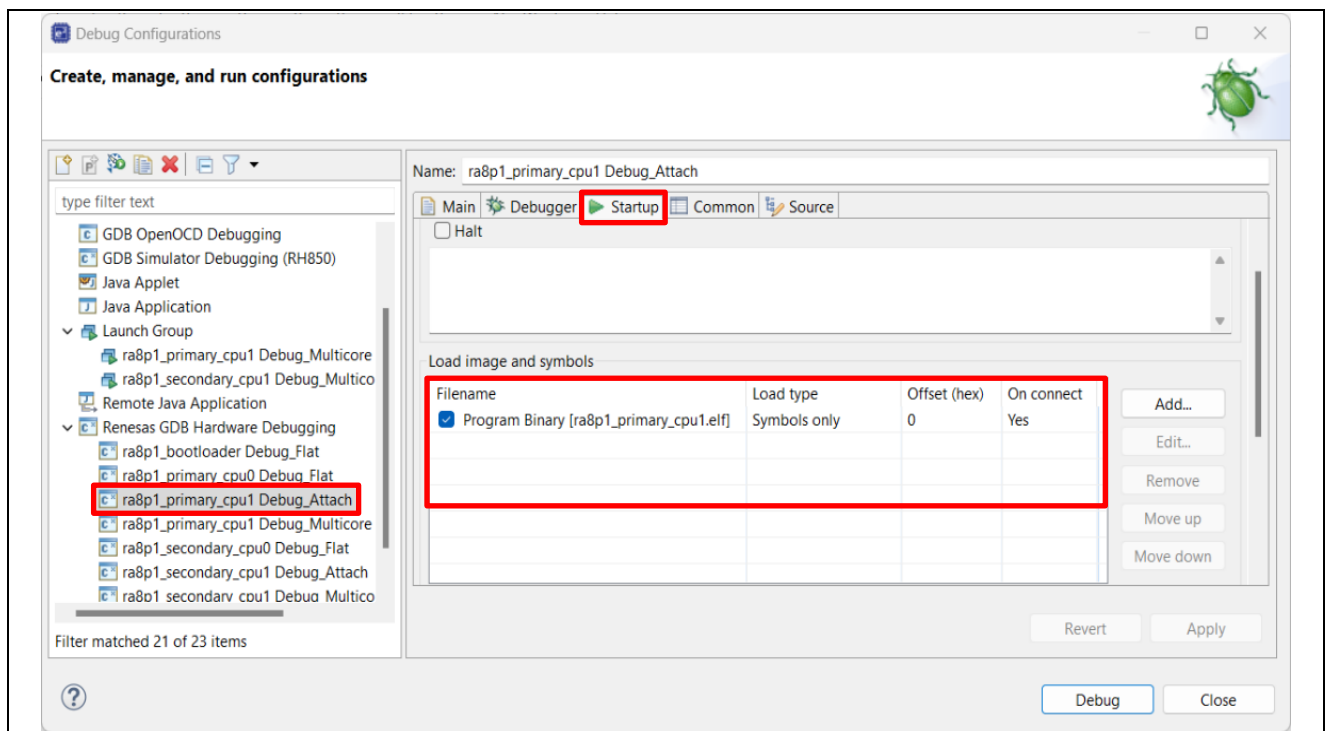 Debug Configurations
Create, manage, and run configurations
type filter text
GDB OpenOCD Debugging
GDB Simulator Debugging (RH850)
Java Applet
Java Application
Launch Group
ra8p1_primary_cpu1 Debug_Multicore
ra8p1_secondary_cpu1 Debug_Multico
Remote Java Application
Renesas GDB Hardware Debugging
ra8p1_bootloader Debug_Flat
ra8p1_primary_cpu0 Debug_Flat
ra8p1_primary_cpu1 Debug_Attach
ra8p1_primary_cpu1 Debug_Multicore
ra8p1_secondary_cpu0 Debug_Flat
ra8p1_secondary_cpu1 Debug_Attach
ra8p1_secondary_cpu1 Debug_Multico
Filter matched 21 of 23 items
Name: ra8p1_primary_cpu1 Debug_Attach
Main Debugger Startup Common Source
Halt
Load image and symbols
Filename Load type Offset (hex) On connect
Program Binary [ra8p1_primary_cpu1.elf] Symbols only 0 Yes
Add...
Edit...
Remove
Move up
Move down
Revert Apply
Debug Close